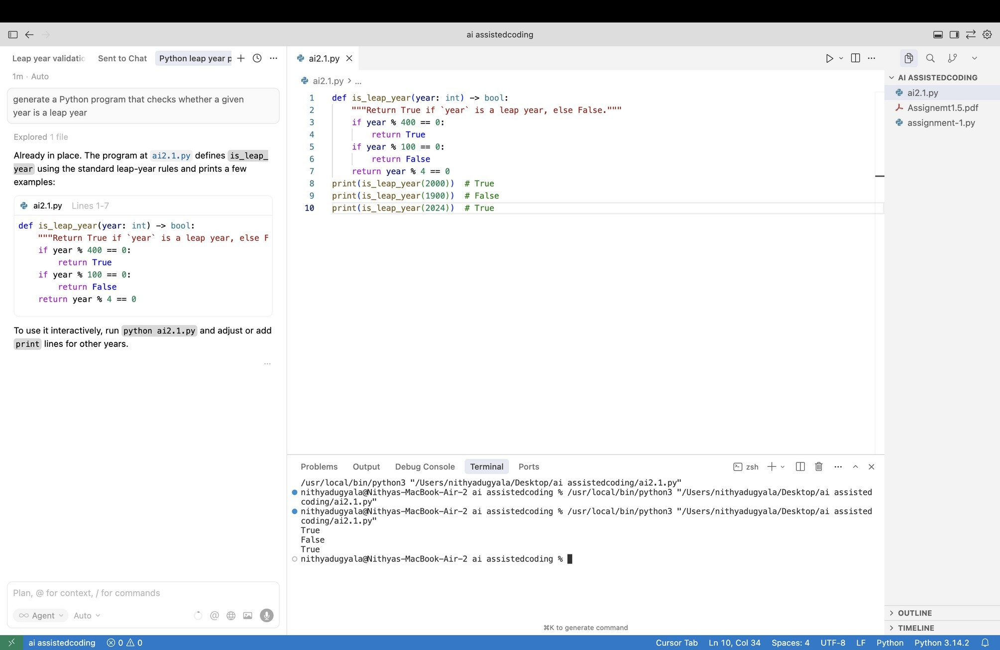 ai assistedcoding
Leap year validatio Sent to Chat Python leap year p
1m · Auto
generate a Python program that checks whether a given
year is a leap year
Explored 1 file
Already in place. The program at ai2.1.py defines is_leap_
year using the standard leap-year rules and prints a few
examples:
ai2.1.py Lines 1-7
def is_leap_year(year: int) -> bool:
    """Return True if `year` is a leap year, else F
    if year % 400 == 0:
        return True
    if year % 100 == 0:
        return False
    return year % 4 == 0
To use it interactively, run python ai2.1.py and adjust or add
print lines for other years.
...
Plan, @ for context, / for commands
Agent Auto
ai2.1.py
ai2.1.py > ...
1 def is_leap_year(year: int) -> bool:
2     """Return True if `year` is a leap year, else False."""
3     if year % 400 == 0:
4         return True
5     if year % 100 == 0:
6         return False
7     return year % 4 == 0
8 print(is_leap_year(2000))  # True
9 print(is_leap_year(1900))  # False
10 print(is_leap_year(2024))  # True
Problems Output Debug Console Terminal Ports
zsh
/usr/local/bin/python3 "/Users/nithyadugyala/Desktop/ai assistedcoding/ai2.1.py"
nithyadugyala@Nithyas-MacBook-Air-2 ai assistedcoding % /usr/local/bin/python3 "/Users/nithyadugyala/Desktop/ai assisted
coding/ai2.1.py"
nithyadugyala@Nithyas-MacBook-Air-2 ai assistedcoding % /usr/local/bin/python3 "/Users/nithyadugyala/Desktop/ai assisted
coding/ai2.1.py"
True
False
True
nithyadugyala@Nithyas-MacBook-Air-2 ai assistedcoding %
⌘K to generate command
AI ASSISTEDCODING
ai2.1.py
Assignemt1.5.pdf
assignment-1.py
OUTLINE
TIMELINE
ai assistedcoding 0 0
Cursor Tab Ln 10, Col 34 Spaces: 4 UTF-8 LF Python Python 3.14.2